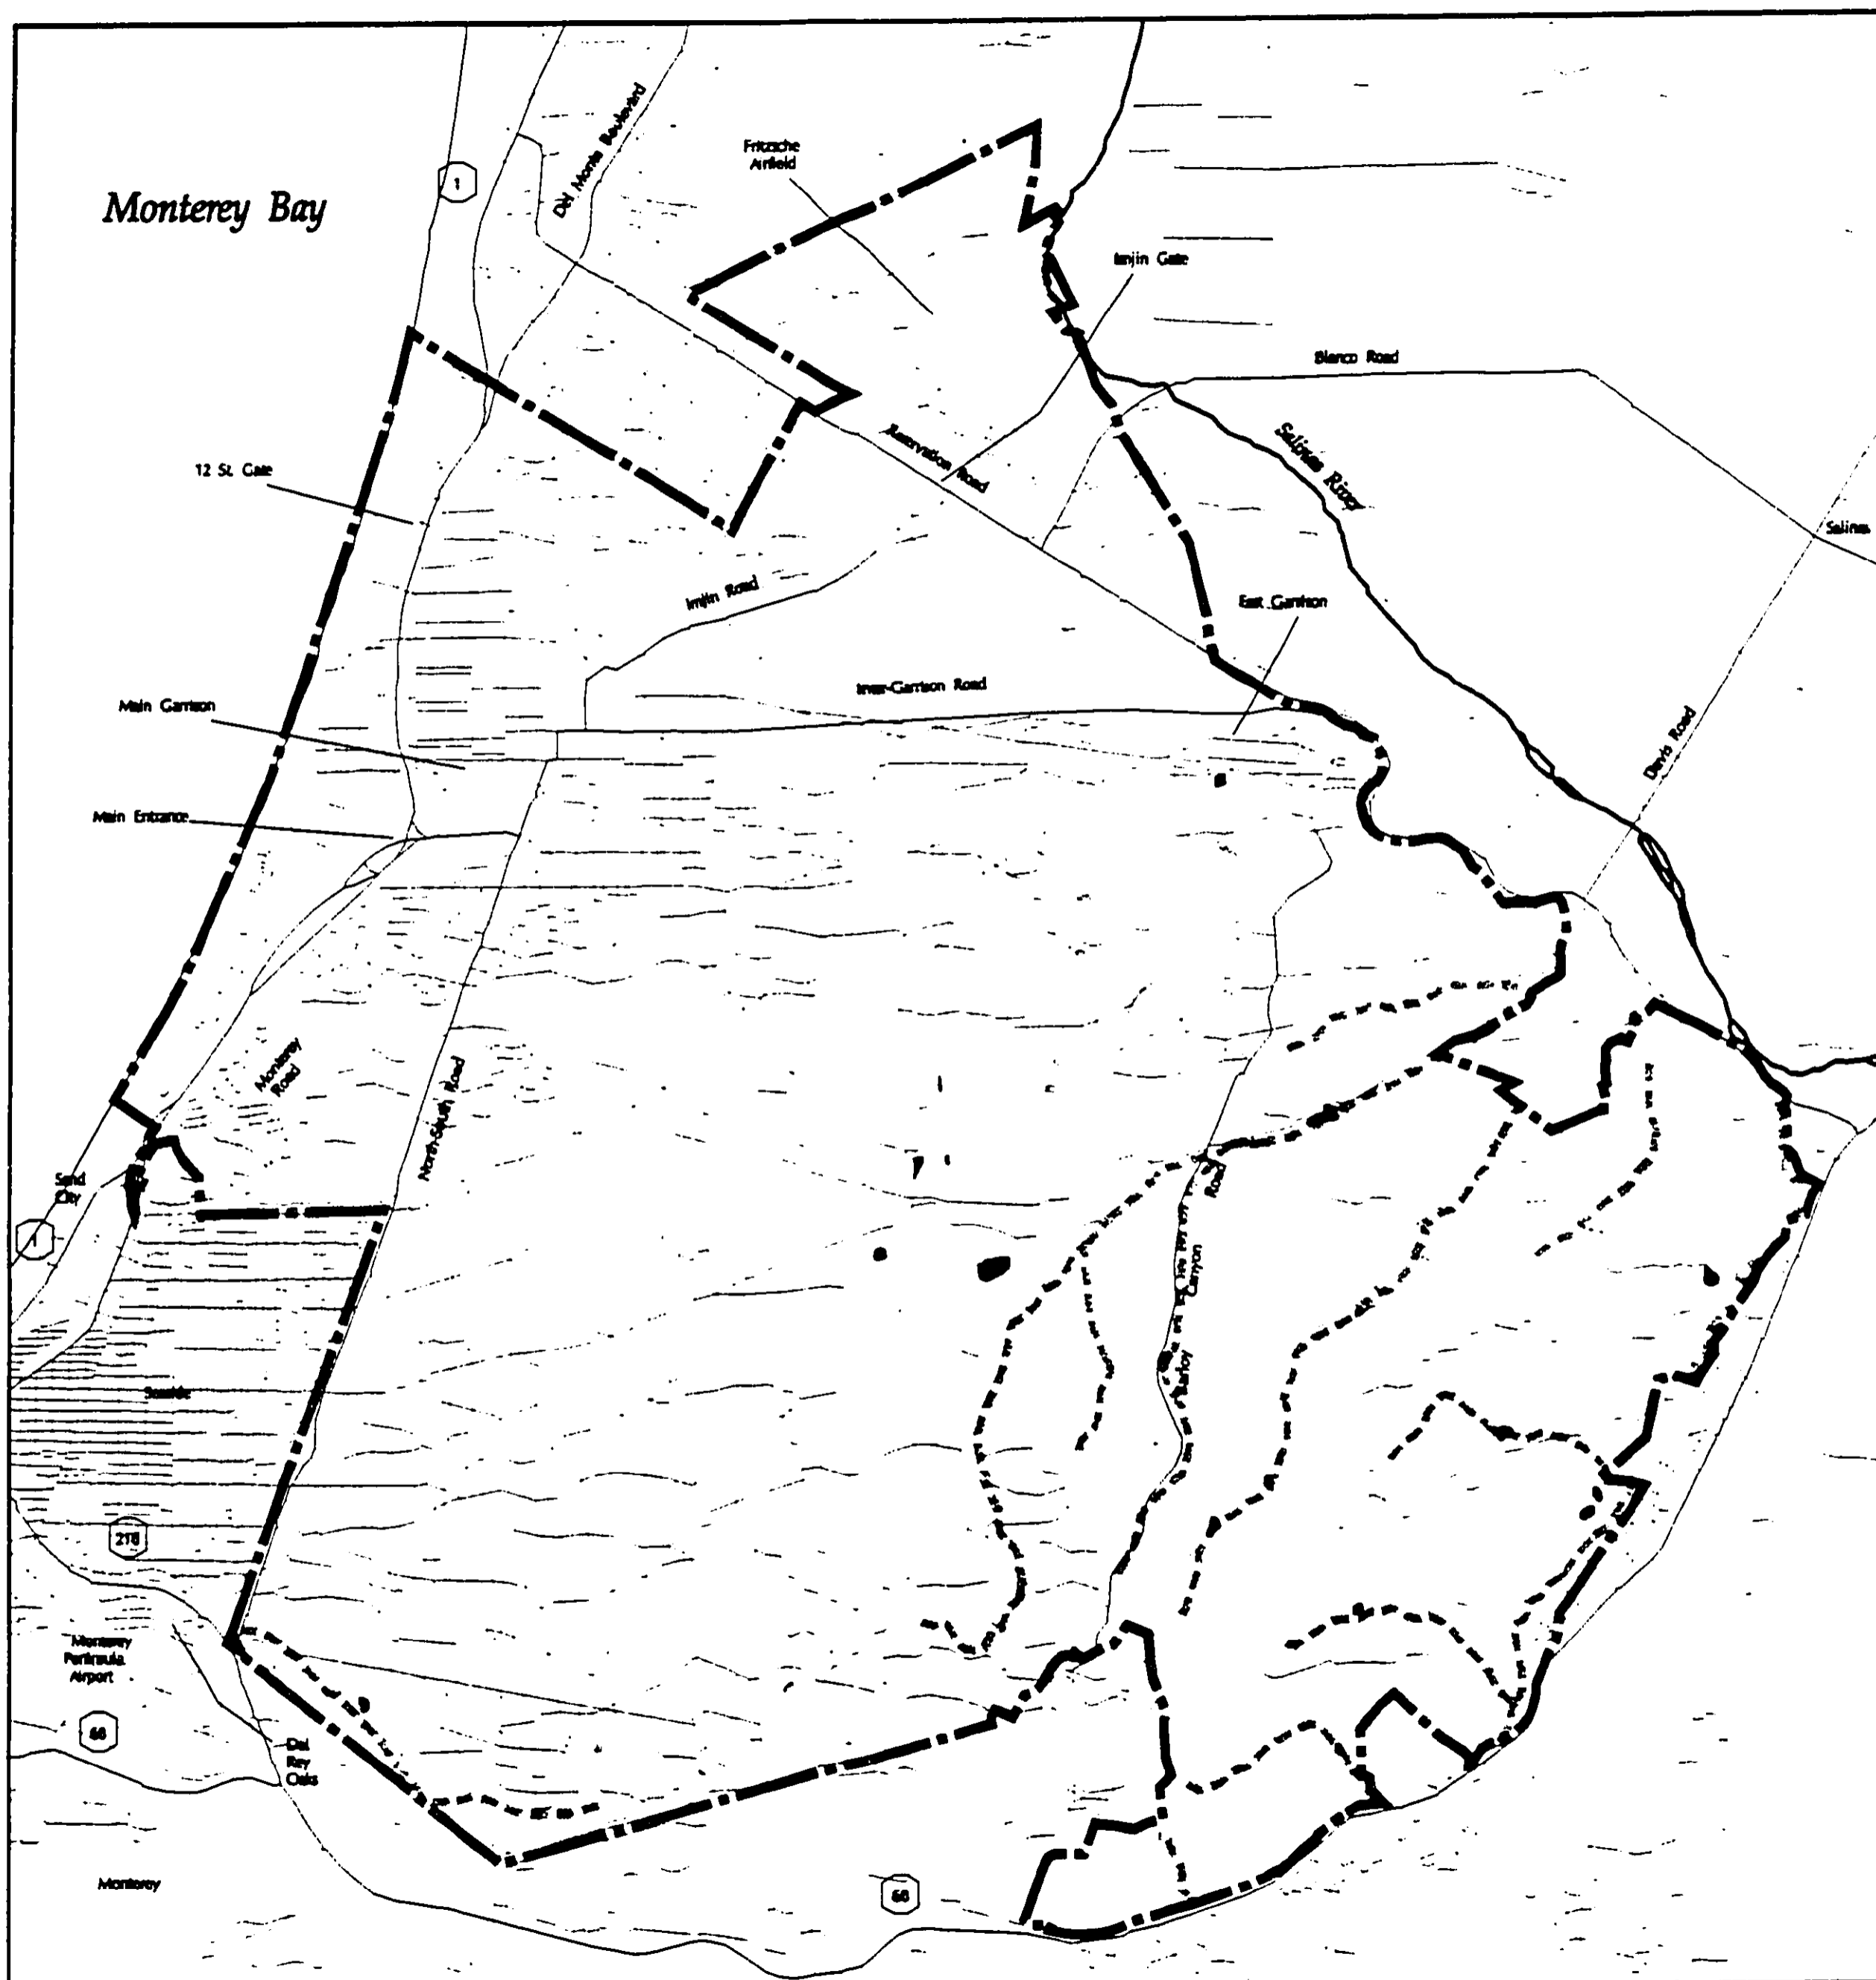 Del Monte Boulevard
Fritzsche
Airfield
1
Monterey Bay
Imjin Gate
Blanco Road
Reservation Road
Salinas River
12 St. Gate
Salinas
Imjin Road
East Garrison
Inter-Garrison Road
Main Garrison
Davis Road
Main Entrance
Monterey
Road
North-South Road
Sand
City
Road
1
Canyon
Barloy
Seaside
218
Monterey
Peninsula
Airport
68
Del
Rey
Oaks
Monterey
68